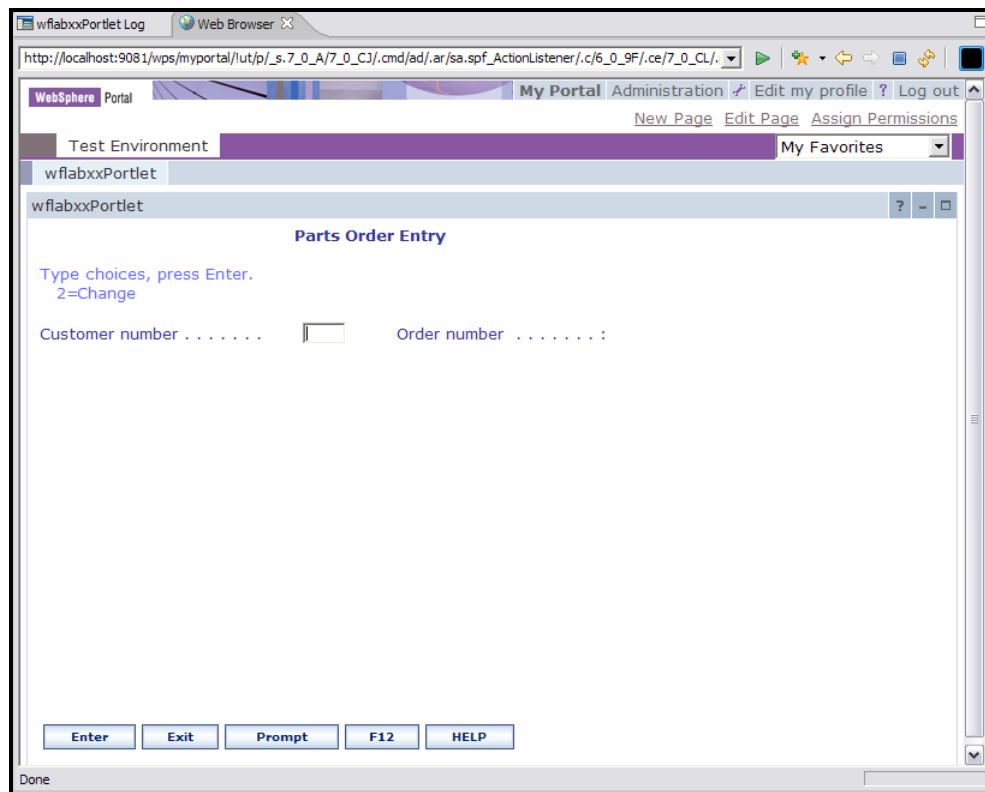 wflabxxPortlet Log Web Browser
http://localhost:9081/wps/myportal/!ut/p/_s.7_0_A/7_0_CJ/.cmd/ad/.ar/sa.spf_ActionListener/.c/6_0_9F/.ce/7_0_CL/.
WebSphere Portal My Portal Administration Edit my profile ? Log out
New Page Edit Page Assign Permissions
Test Environment My Favorites
wflabxxPortlet
wflabxxPortlet ?
Parts Order Entry
Type choices, press Enter.
2=Change
Customer number . . . . . . . Order number . . . . . . . :
Enter Exit Prompt F12 HELP
Done